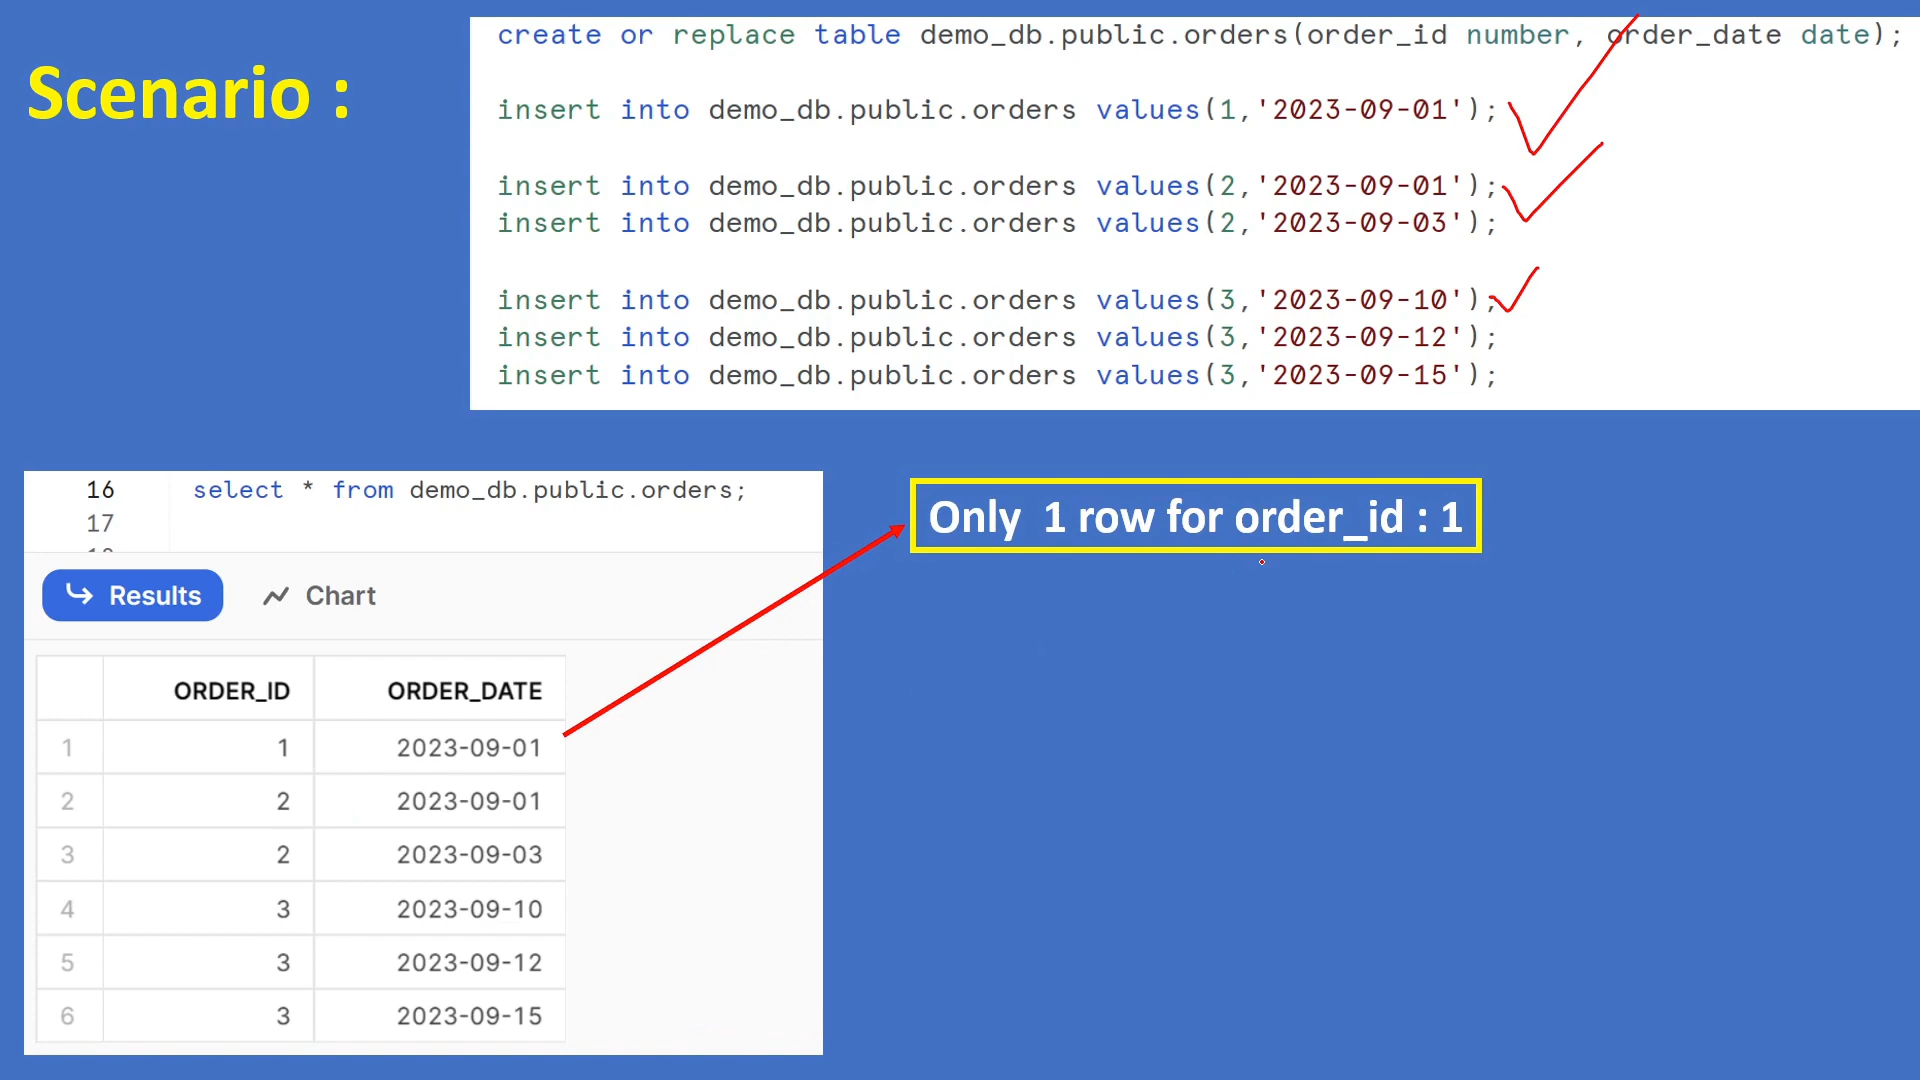 Scenario :
create or replace table demo_db.public.orders(order_id number, order_date date);
insert into demo_db.public.orders values(1,'2023-09-01');
insert into demo_db.public.orders values(2,'2023-09-01');
insert into demo_db.public.orders values(2,'2023-09-03');
insert into demo_db.public.orders values(3,'2023-09-10');
insert into demo_db.public.orders values(3,'2023-09-12');
insert into demo_db.public.orders values(3,'2023-09-15');
16 select * from demo_db.public.orders;
17
Only 1 row for order_id : 1
Results Chart
ORDER_ID ORDER_DATE
1 1 2023-09-01
2 2 2023-09-01
3 2 2023-09-03
4 3 2023-09-10
5 3 2023-09-12
6 3 2023-09-15